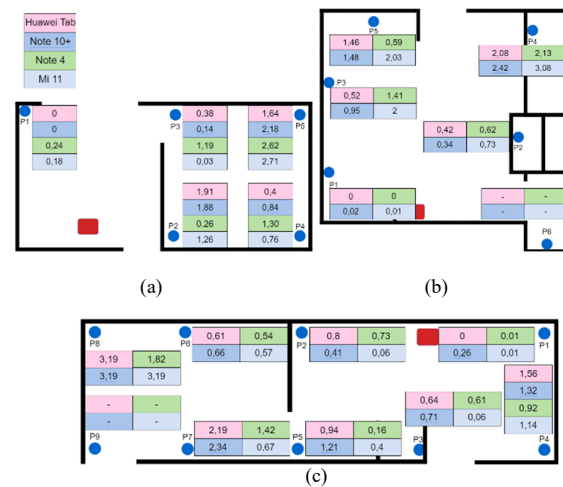 Huawei Tab
Note 10+
Note 4
Mi 11
P1
0
0
0,24
0,18
P3
0,38
0,14
1,19
0,03
1,64
2,18
2,62
2,71
P5
P2
1,91
1,88
0,26
1,26
0,4
0,84
1,30
0,76
P4
(a)
P5
1,46 0,59
1,48 2,03
P4
2,08 2,13
2,42 3,08
P3
0,52 1,41
0,95 2
0,42 0,62
0,34 0,73
P2
P1
0 0
0,02 0,01
- -
- -
P6
(b)
P8
P6
0,61 0,54
0,66 0,57
P2
0,8 0,73
0,41 0,06
0 0,01
0,26 0,01
P1
3,19 1,82
3,19 3,19
- -
- -
P9
P7
2,19 1,42
2,34 0,67
P5
0,94 0,16
1,21 0,4
P3
0,64 0,61
0,71 0,06
1,56
1,32
0,92
1,14
P4
(c)